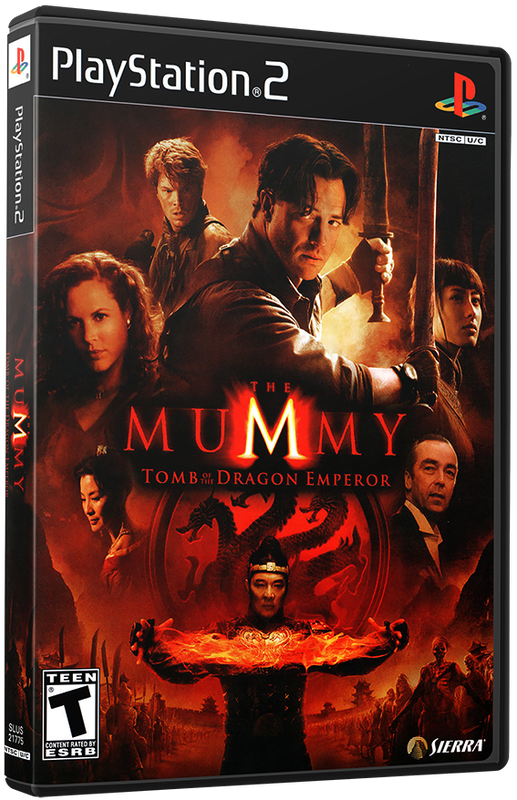 PlayStation®2
NTSC U/C
PlayStation®2
THE
MUMMY
TOMB OF THE DRAGON EMPEROR
THE
MUMMY
TEEN
T
®
CONTENT RATED BY
ESRB
SIERRA
SLUS
21775
NTSC U/C